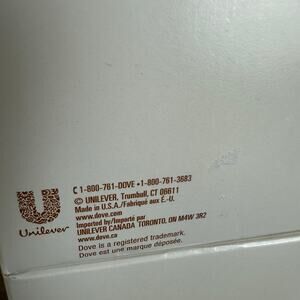 1-800-761-DOVE • 1-800-761-3683
© UNILEVER, Trumbull, CT 06611
Made in U.S.A./Fabriqué aux É.-U.
www.dove.com
Imported by/Importé par
UNILEVER CANADA TORONTO, ON M4W 3R2
www.dove.ca
Dove is a registered trademark.
Dove est une marque déposée.
Unilever